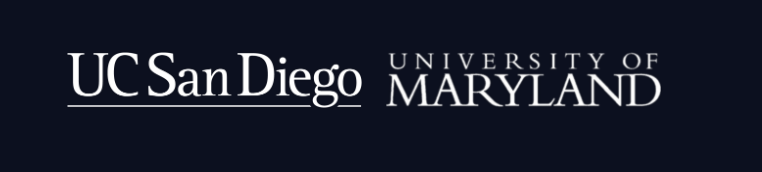 UC San Diego
UNIVERSITY OF
MARYLAND